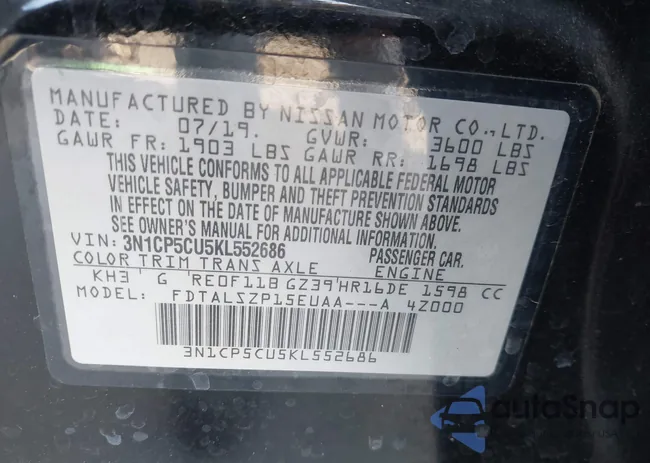 MANUFACTURED BY NISSAN MOTOR CO.,LTD.
DATE: 07/19. GVWR: 3600 LBS
GAWR FR: 1903 LBS GAWR RR: 1698 LBS
THIS VEHICLE CONFORMS TO ALL APPLICABLE FEDERAL MOTOR
VEHICLE SAFETY, BUMPER AND THEFT PREVENTION STANDARDS
IN EFFECT ON THE DATE OF MANUFACTURE SHOWN ABOVE.
SEE OWNER'S MANUAL FOR ADDITIONAL INFORMATION.
VIN: 3N1CP5CU5KL552686 PASSENGER CAR.
COLOR TRIM TRANS AXLE ENGINE
KH3 G RE0F11B GZ39 HR16DE 1598 CC
MODEL: FDTALSZP15EUAA---A 4Z000
3N1CP5CU5KL552686
autoSnap